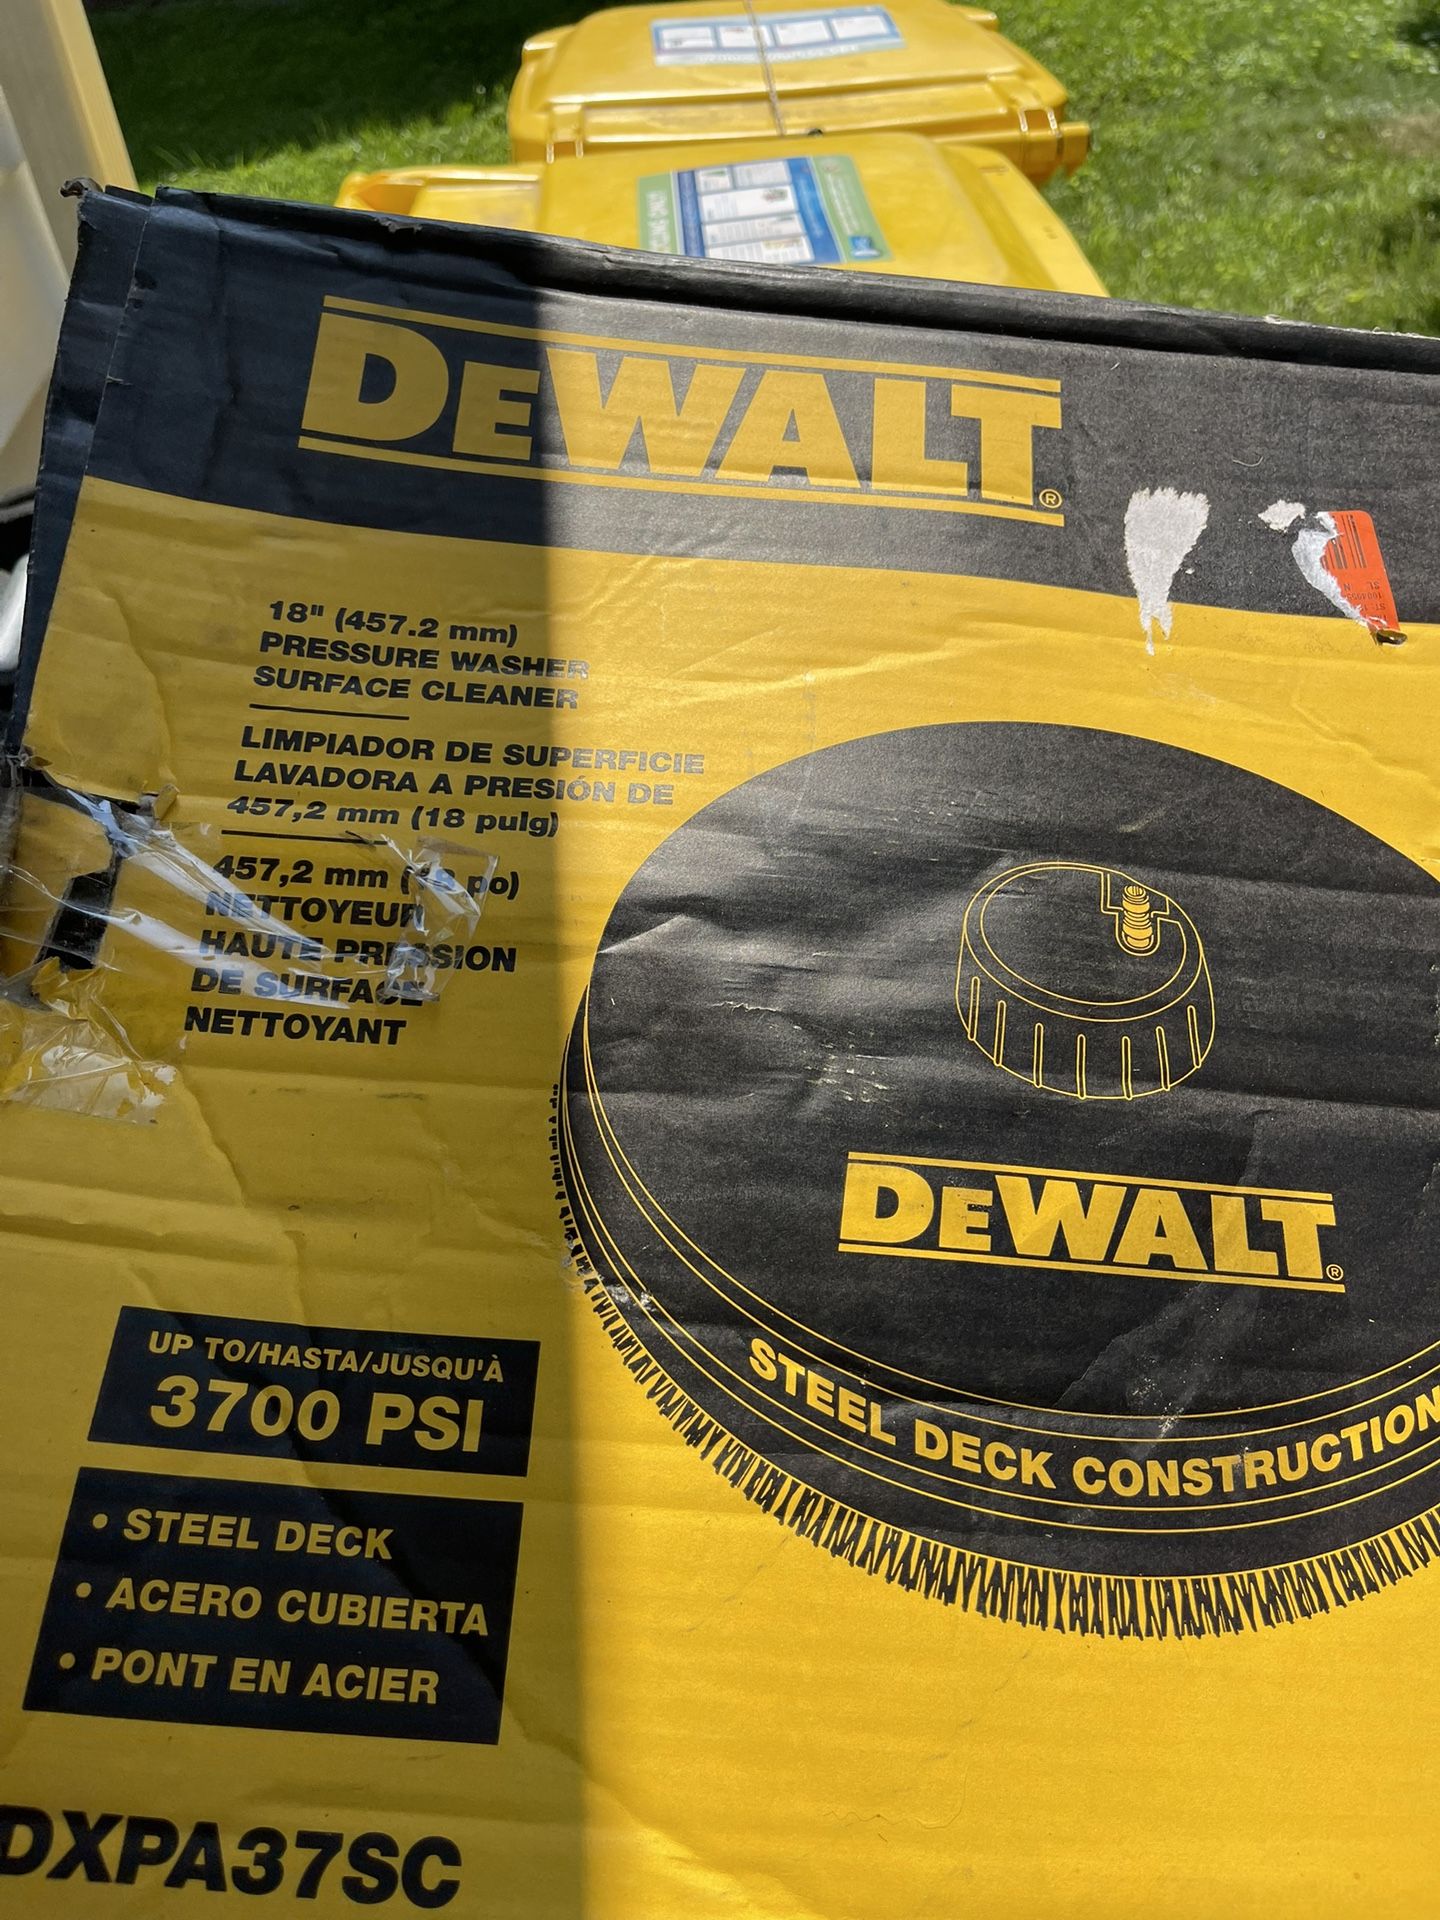 DEWALT®
18" (457.2 mm)
PRESSURE WASHER
SURFACE CLEANER
LIMPIADOR DE SUPERFICIE
LAVADORA A PRESIÓN DE
457,2 mm (18 pulg)
457,2 mm (18 po)
NETTOYEUR
HAUTE PRESSION
DE SURFACE
NETTOYANT
DEWALT®
STEEL DECK CONSTRUCTION
UP TO/HASTA/JUSQU'À
3700 PSI
• STEEL DECK
• ACERO CUBIERTA
• PONT EN ACIER
DXPA37SC